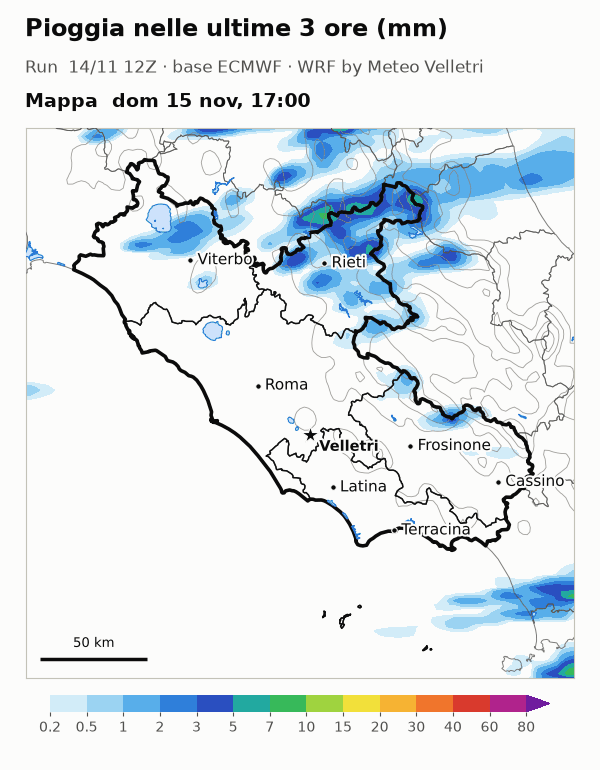 Pioggia nelle ultime 3 ore (mm)
Run 14/11 12Z · base ECMWF · WRF by Meteo Velletri
Mappa dom 15 nov, 17:00
Viterbo
Rieti
Roma
Velletri
Frosinone
Latina
Cassino
Terracina
50 km
0.2 0.5 1 2 3 5 7 10 15 20 30 40 60 80